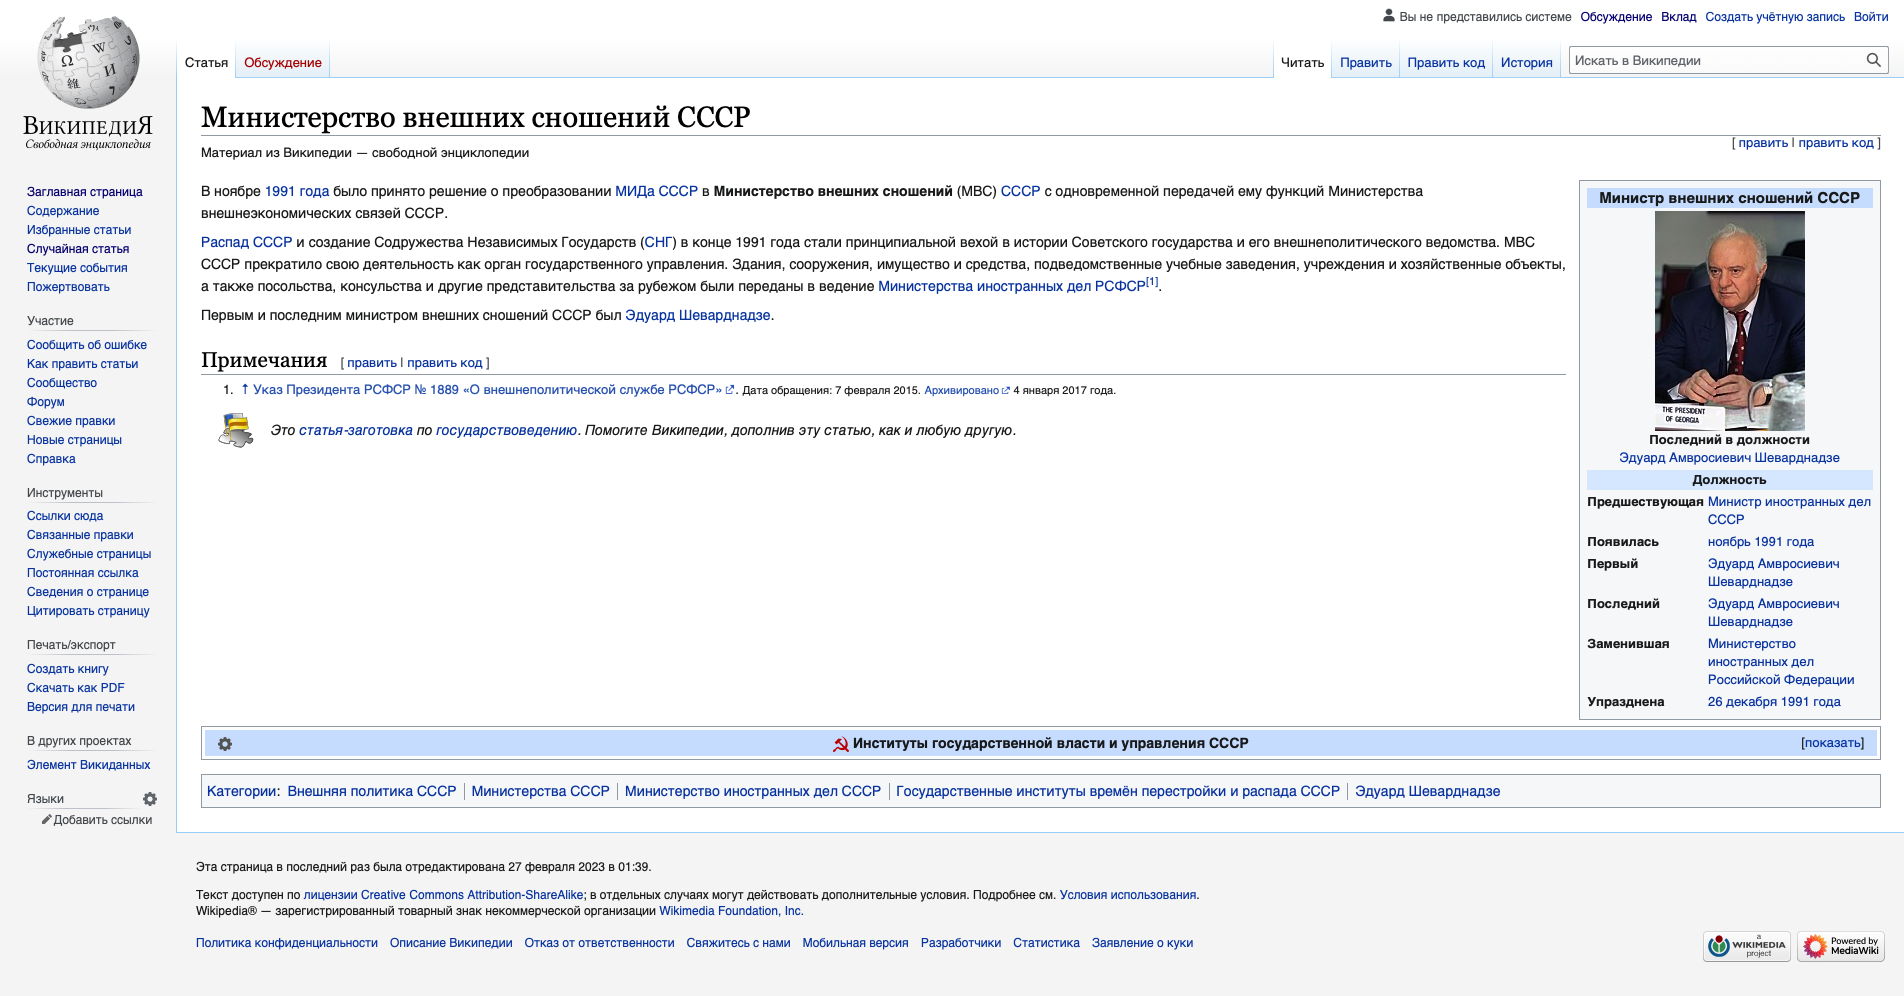 ВикипедиЯ
Свободная энциклопедия
Вы не представились системе Обсуждение Вклад Создать учётную запись Войти
Статья Обсуждение Читать Править Править код История Искать в Википедии
Заглавная страница
Содержание
Избранные статьи
Случайная статья
Текущие события
Пожертвовать
Участие
Сообщить об ошибке
Как править статьи
Сообщество
Форум
Свежие правки
Новые страницы
Справка
Инструменты
Ссылки сюда
Связанные правки
Служебные страницы
Постоянная ссылка
Сведения о странице
Цитировать страницу
Печать/экспорт
Создать книгу
Скачать как PDF
Версия для печати
В других проектах
Элемент Викиданных
Языки
Добавить ссылки
Министерство внешних сношений СССР
[ править | править код ]
Материал из Википедии — свободной энциклопедии
В ноябре 1991 года было принято решение о преобразовании МИДа СССР в Министерство внешних сношений (МВС) СССР с одновременной передачей ему функций Министерства
внешнеэкономических связей СССР.
Распад СССР и создание Содружества Независимых Государств (СНГ) в конце 1991 года стали принципиальной вехой в истории Советского государства и его внешнеполитического ведомства. МВС
СССР прекратило свою деятельность как орган государственного управления. Здания, сооружения, имущество и средства, подведомственные учебные заведения, учреждения и хозяйственные объекты,
а также посольства, консульства и другие представительства за рубежом были переданы в ведение Министерства иностранных дел РСФСР[1].
Первым и последним министром внешних сношений СССР был Эдуард Шеварднадзе.
Примечания [ править | править код ]
1. ↑ Указ Президента РСФСР № 1889 «О внешнеполитической службе РСФСР». Дата обращения: 7 февраля 2015. Архивировано 4 января 2017 года.
Это статья-заготовка по государствоведению. Помогите Википедии, дополнив эту статью, как и любую другую.
Министр внешних сношений СССР
THE PRESIDENT
OF GEORGIA
Последний в должности
Эдуард Амвросиевич Шеварднадзе
Должность
Предшествующая Министр иностранных дел
СССР
Появилась ноябрь 1991 года
Первый Эдуард Амвросиевич
Шеварднадзе
Последний Эдуард Амвросиевич
Шеварднадзе
Заменившая Министерство
иностранных дел
Российской Федерации
Упразднена 26 декабря 1991 года
Институты государственной власти и управления СССР [показать]
Категории: Внешняя политика СССР | Министерства СССР | Министерство иностранных дел СССР | Государственные институты времён перестройки и распада СССР | Эдуард Шеварднадзе
Эта страница в последний раз была отредактирована 27 февраля 2023 в 01:39.
Текст доступен по лицензии Creative Commons Attribution-ShareAlike; в отдельных случаях могут действовать дополнительные условия. Подробнее см. Условия использования.
Wikipedia® — зарегистрированный товарный знак некоммерческой организации Wikimedia Foundation, Inc.
Политика конфиденциальности Описание Википедии Отказ от ответственности Свяжитесь с нами Мобильная версия Разработчики Статистика Заявление о куки
a
WIKIMEDIA
project
Powered by
MediaWiki